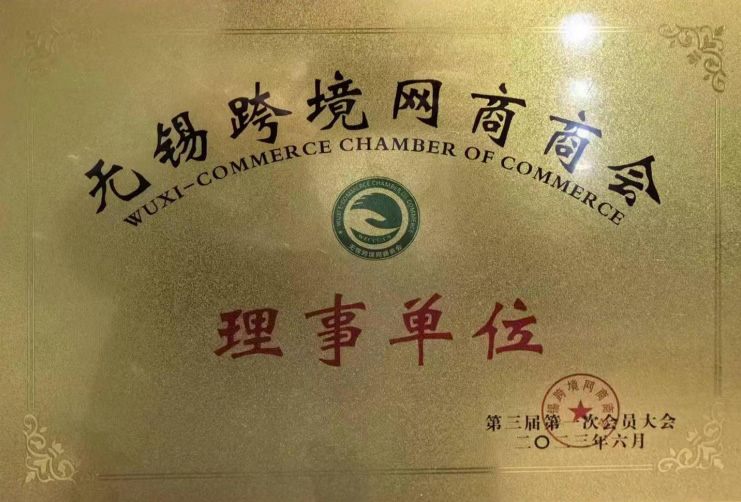 无锡跨境网商商会
WUXI-COMMERCE CHAMBER OF COMMERCE
理事单位
第三届第一次会员大会
二〇二三年六月